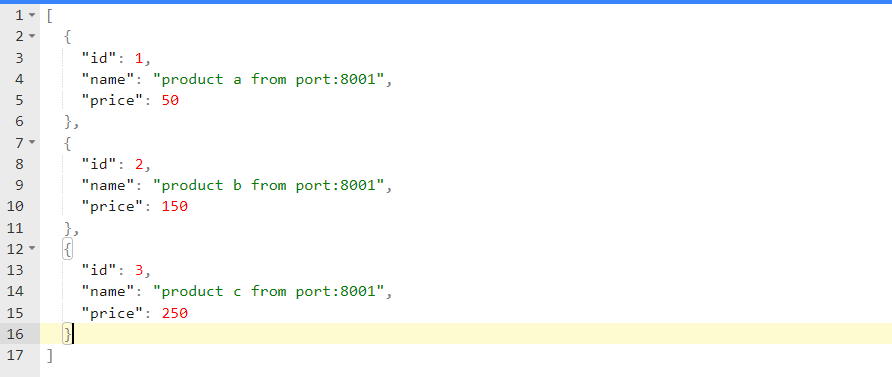 1 [
2 {
3 "id": 1,
4 "name": "product a from port:8001",
5 "price": 50
6 },
7 {
8 "id": 2,
9 "name": "product b from port:8001",
10 "price": 150
11 },
12 {
13 "id": 3,
14 "name": "product c from port:8001",
15 "price": 250
16 }
17 ]